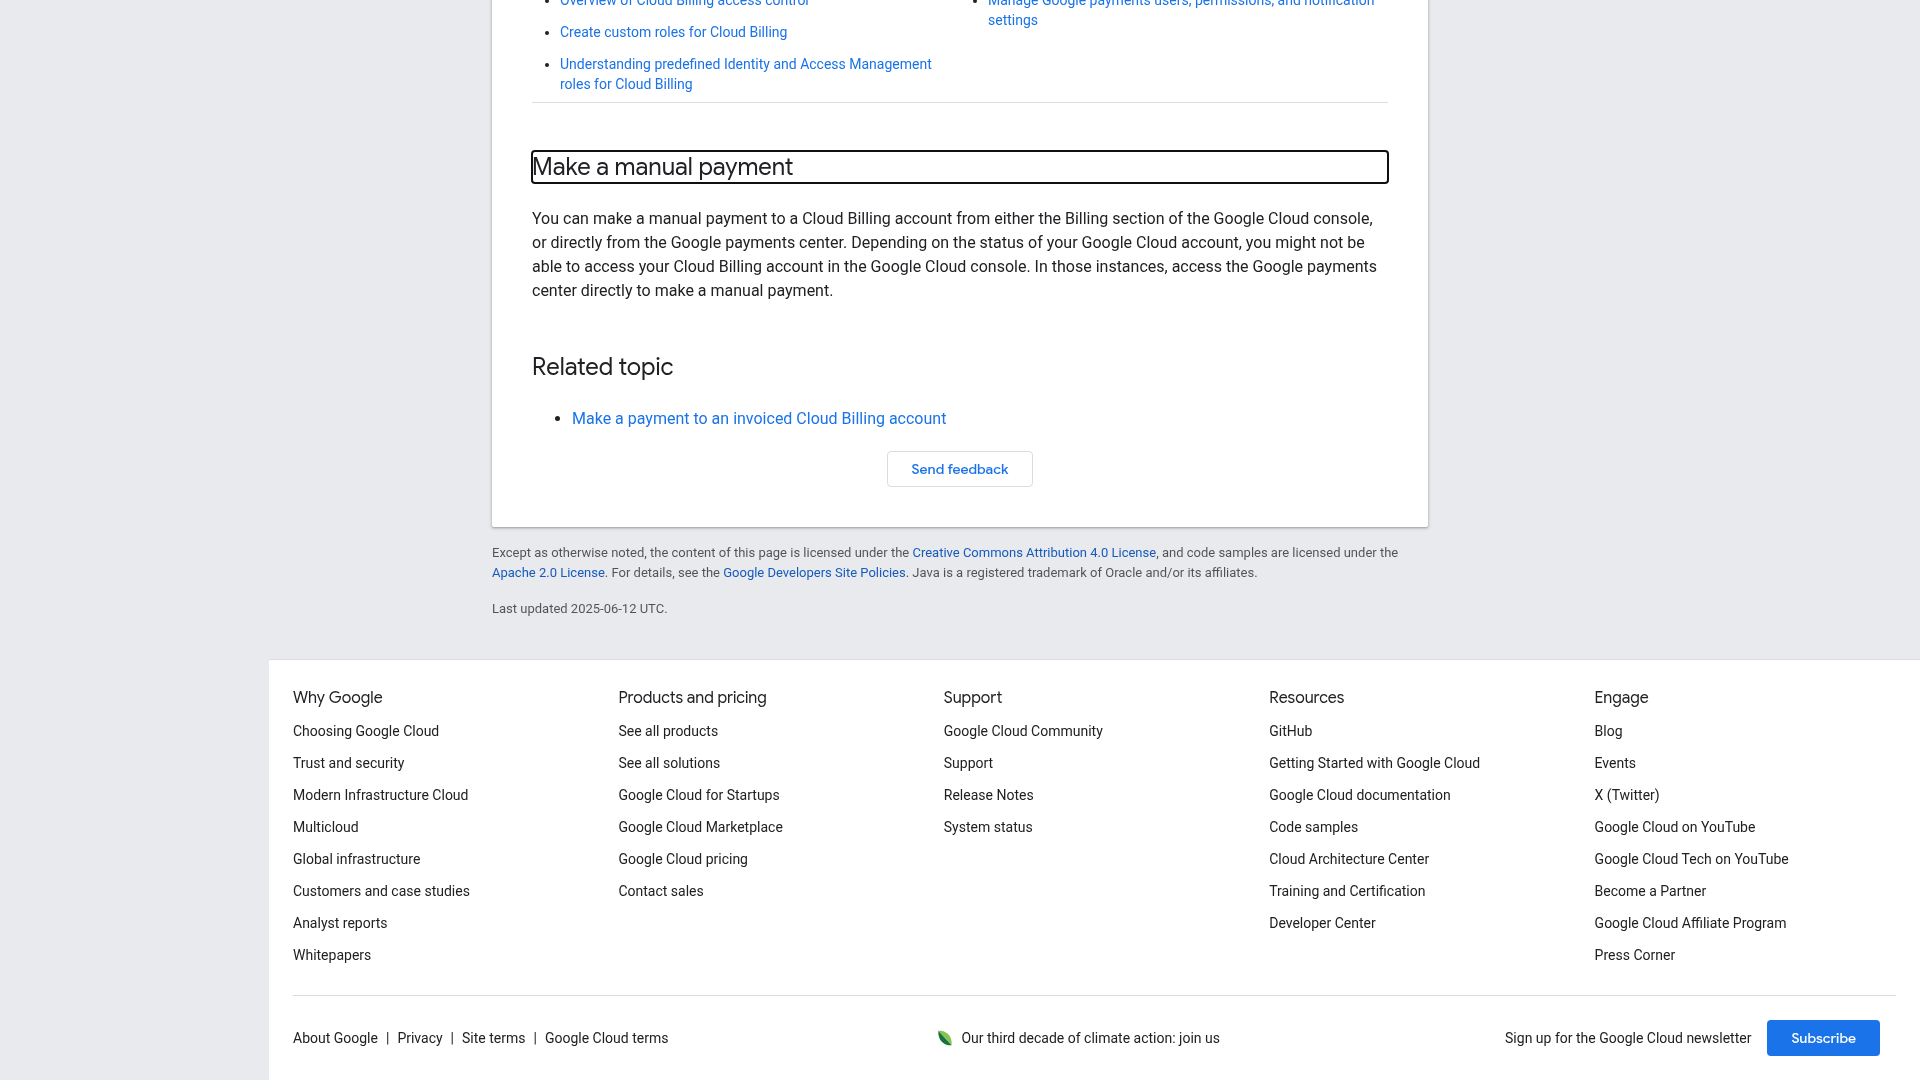 Overview of Cloud Billing access control
Create custom roles for Cloud Billing
Understanding predefined Identity and Access Management
roles for Cloud Billing
Manage Google payments users, permissions, and notification
settings
Make a manual payment
You can make a manual payment to a Cloud Billing account from either the Billing section of the Google Cloud console,
or directly from the Google payments center. Depending on the status of your Google Cloud account, you might not be
able to access your Cloud Billing account in the Google Cloud console. In those instances, access the Google payments
center directly to make a manual payment.
Related topic
Make a payment to an invoiced Cloud Billing account
Send feedback
Except as otherwise noted, the content of this page is licensed under the Creative Commons Attribution 4.0 License, and code samples are licensed under the
Apache 2.0 License. For details, see the Google Developers Site Policies. Java is a registered trademark of Oracle and/or its affiliates.
Last updated 2025-06-12 UTC.
Why Google
Choosing Google Cloud
Trust and security
Modern Infrastructure Cloud
Multicloud
Global infrastructure
Customers and case studies
Analyst reports
Whitepapers
Products and pricing
See all products
See all solutions
Google Cloud for Startups
Google Cloud Marketplace
Google Cloud pricing
Contact sales
Support
Google Cloud Community
Support
Release Notes
System status
Resources
GitHub
Getting Started with Google Cloud
Google Cloud documentation
Code samples
Cloud Architecture Center
Training and Certification
Developer Center
Engage
Blog
Events
X (Twitter)
Google Cloud on YouTube
Google Cloud Tech on YouTube
Become a Partner
Google Cloud Affiliate Program
Press Corner
About Google | Privacy | Site terms | Google Cloud terms
Our third decade of climate action: join us
Sign up for the Google Cloud newsletter
Subscribe